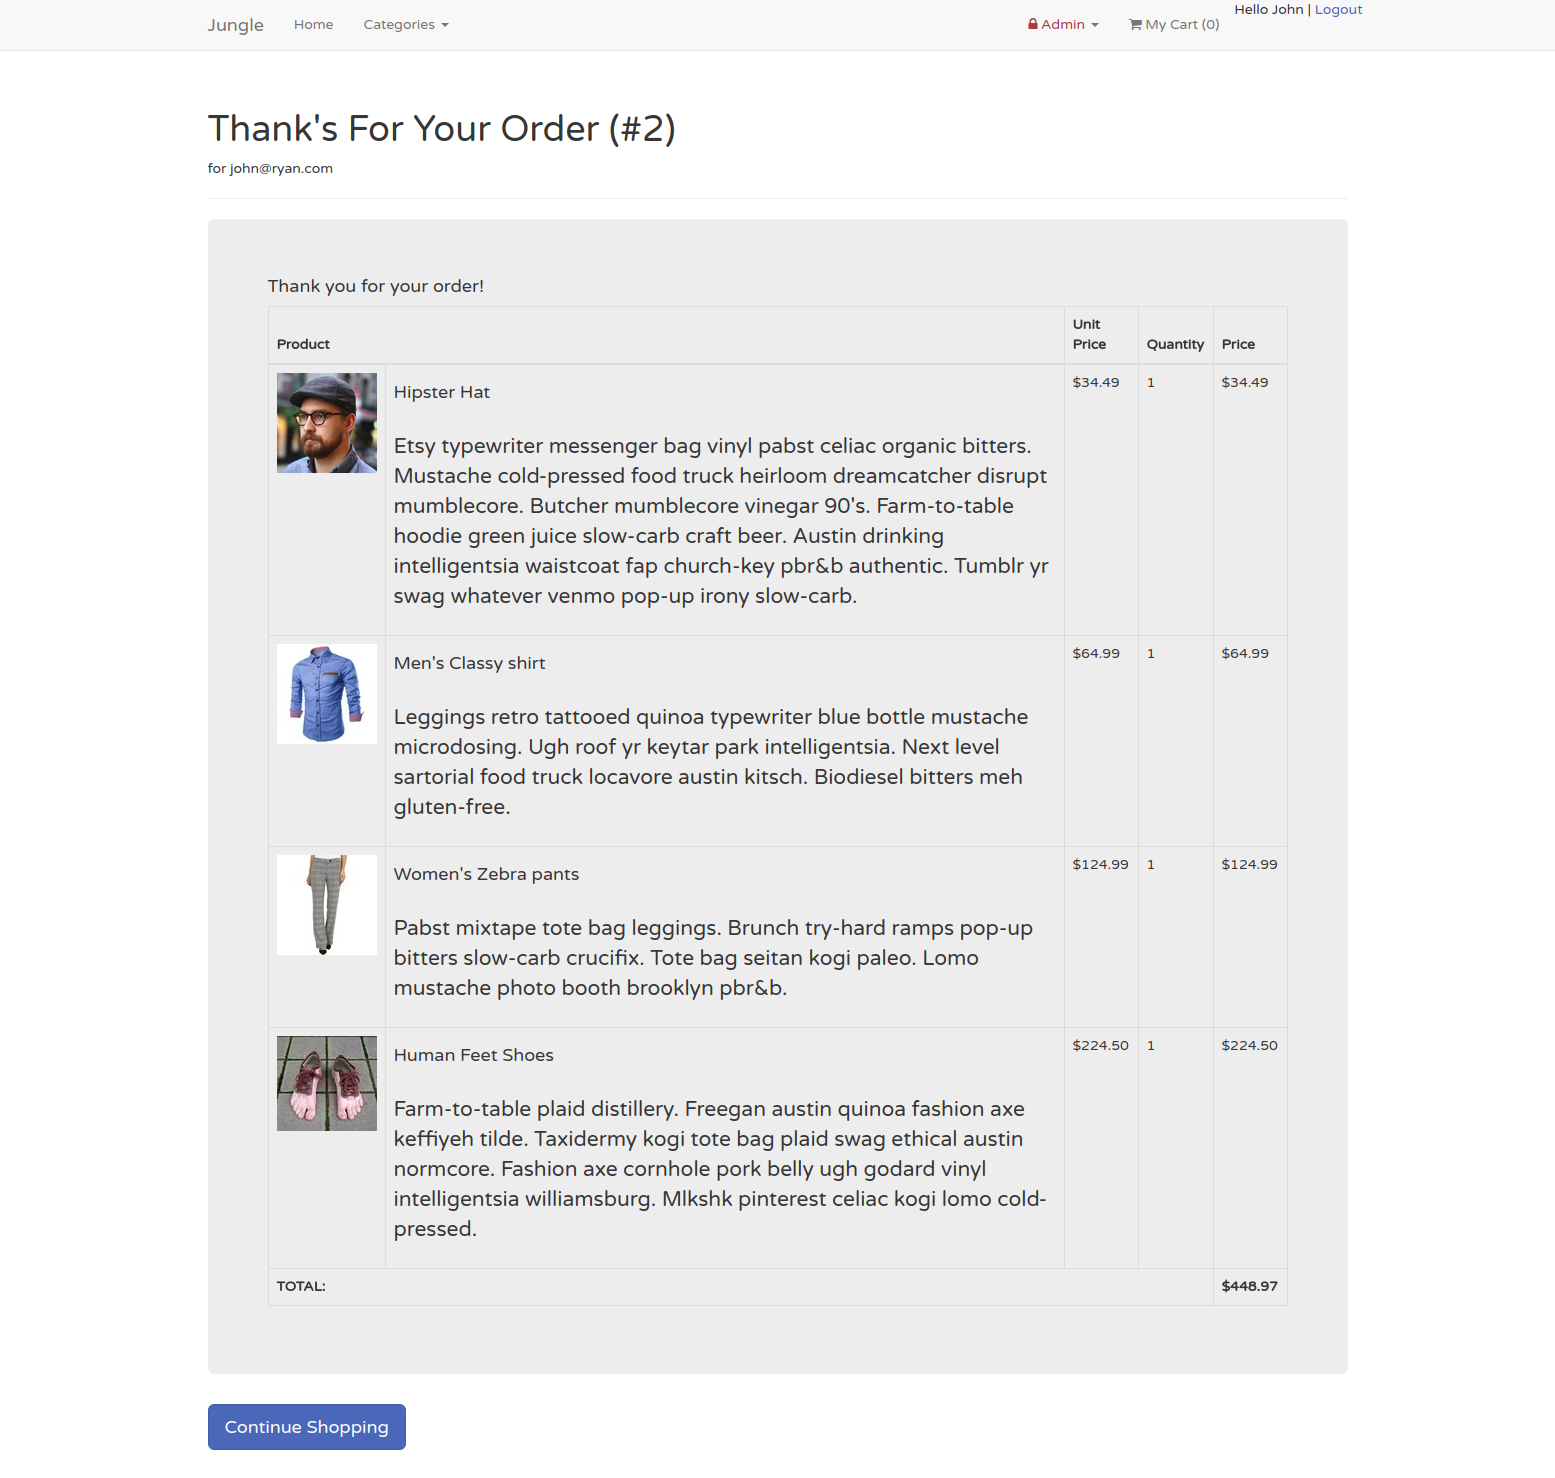 Jungle Home Categories Admin My Cart (0) Hello John | Logout
Thank's For Your Order (#2)
for john@ryan.com
Thank you for your order!
Product Unit Price Quantity Price
Hipster Hat $34.49 1 $34.49
Etsy typewriter messenger bag vinyl pabst celiac organic bitters.
Mustache cold-pressed food truck heirloom dreamcatcher disrupt
mumblecore. Butcher mumblecore vinegar 90's. Farm-to-table
hoodie green juice slow-carb craft beer. Austin drinking
intelligentsia waistcoat fap church-key pbr&b authentic. Tumblr yr
swag whatever venmo pop-up irony slow-carb.
Men's Classy shirt $64.99 1 $64.99
Leggings retro tattooed quinoa typewriter blue bottle mustache
microdosing. Ugh roof yr keytar park intelligentsia. Next level
sartorial food truck locavore austin kitsch. Biodiesel bitters meh
gluten-free.
Women's Zebra pants $124.99 1 $124.99
Pabst mixtape tote bag leggings. Brunch try-hard ramps pop-up
bitters slow-carb crucifix. Tote bag seitan kogi paleo. Lomo
mustache photo booth brooklyn pbr&b.
Human Feet Shoes $224.50 1 $224.50
Farm-to-table plaid distillery. Freegan austin quinoa fashion axe
keffiyeh tilde. Taxidermy kogi tote bag plaid swag ethical austin
normcore. Fashion axe cornhole pork belly ugh godard vinyl
intelligentsia williamsburg. Mlkshk pinterest celiac kogi lomo cold-
pressed.
TOTAL: $448.97
Continue Shopping